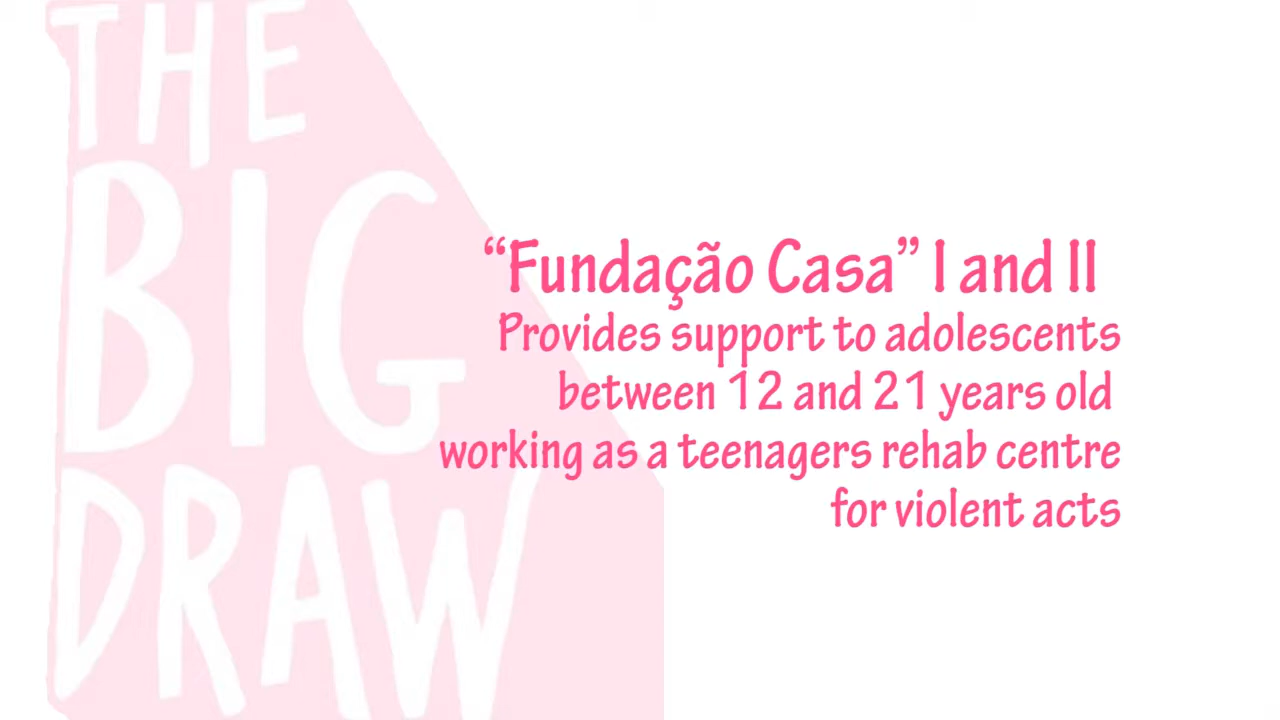 THE
BIG
DRAW
“Fundação Casa” I and II
Provides support to adolescents
between 12 and 21 years old
working as a teenagers rehab centre
for violent acts